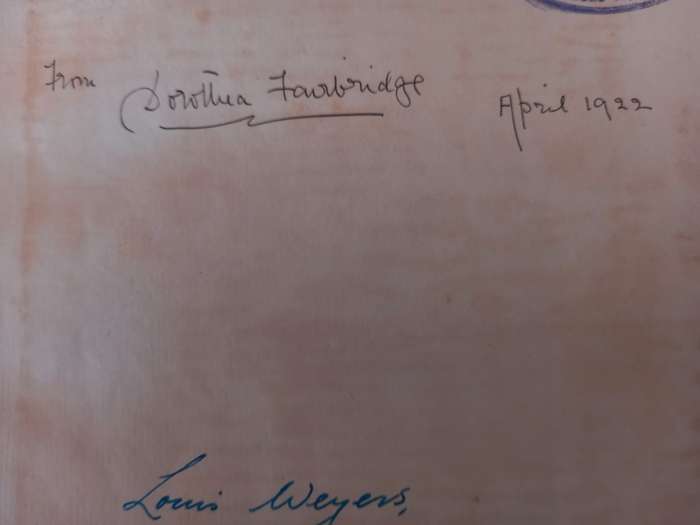 From Dorothea Fairbridge April 1922
Louis Weyers,